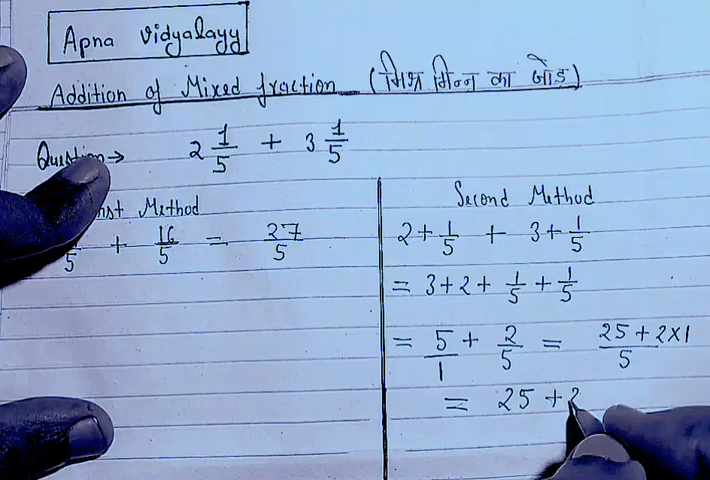 Apna Vidyalayy
Addition of Mixed fraction (मिश्र भिन्न का जोड़)
Question→ 2 1/5 + 3 1/5
Method
/5 + 16/5 = 27/5
Second Method
2+1/5 + 3+1/5
= 3+2+ 1/5 + 1/5
= 5/1 + 2/5 = 25+2×1/5
= 25 +2